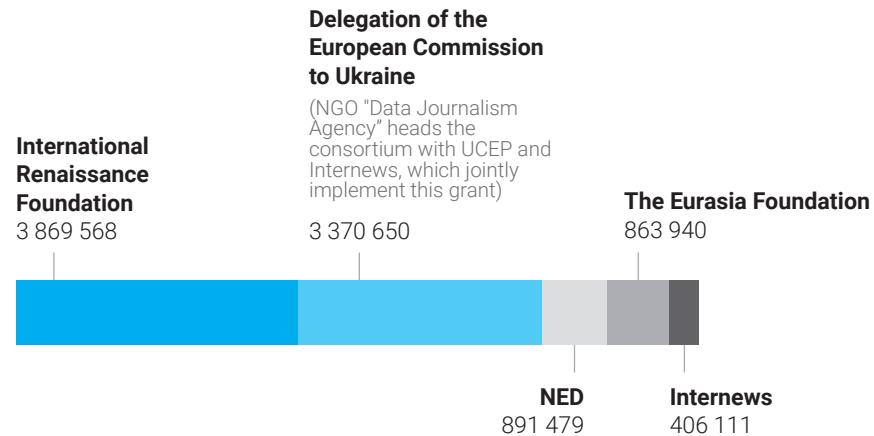 International
Renaissance
Foundation
3 869 568
Delegation of the
European Commission
to Ukraine
(NGO "Data Journalism
Agency” heads the
consortium with UCEP and
Internews, which jointly
implement this grant)
3 370 650
The Eurasia Foundation
863 940
NED
891 479
Internews
406 111